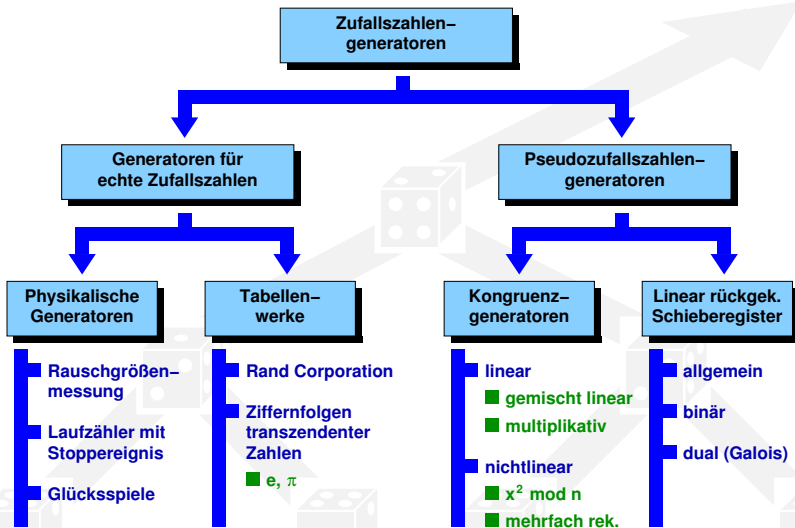 Zufallszahlen–
generatoren
Generatoren für
echte Zufallszahlen
Pseudozufallszahlen–
generatoren
Physikalische
Generatoren
Tabellen–
werke
Kongruenz–
generatoren
Linear rückgek.
Schieberegister
Rauschgrößen–
messung
Laufzähler mit
Stoppereignis
Glücksspiele
Rand Corporation
Ziffernfolgen
transzendenter
Zahlen
e, π
linear
gemischt linear
multiplikativ
nichtlinear
x² mod n
mehrfach rek.
allgemein
binär
dual (Galois)